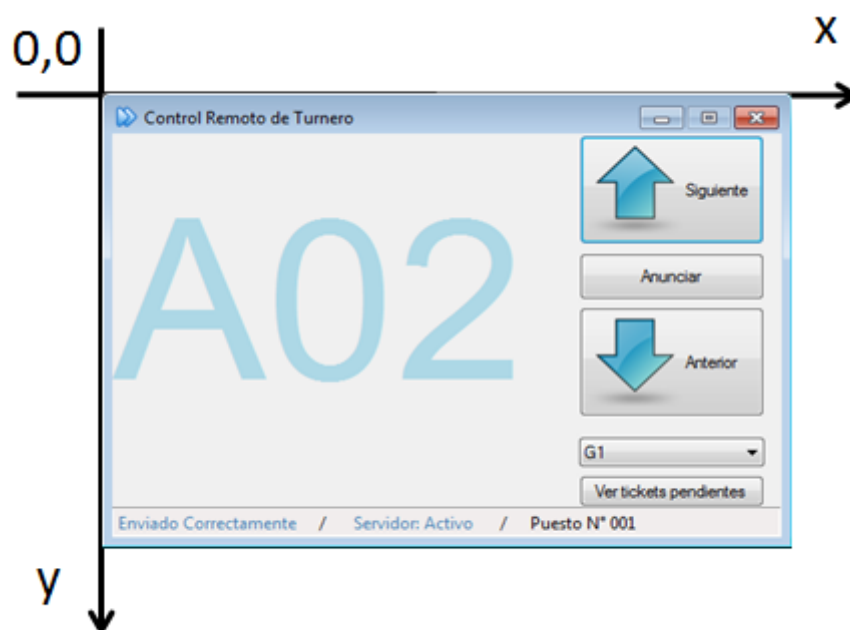 x
0,0
Control Remoto de Turnero
Siguiente
A02
Anunciar
Anterior
G1
Ver tickets pendientes
Enviado Correctamente / Servidor: Activo / Puesto N° 001
y